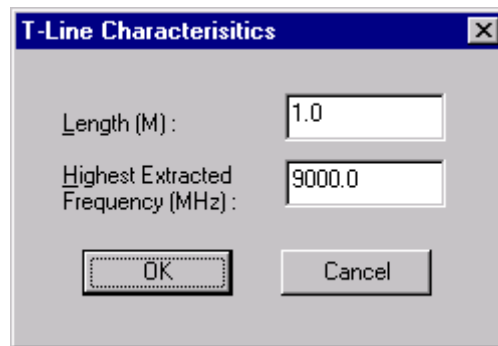 T-Line Characterisitics
Length (M) :
1.0
Highest Extracted
Frequency (MHz) :
9000.0
OK
Cancel